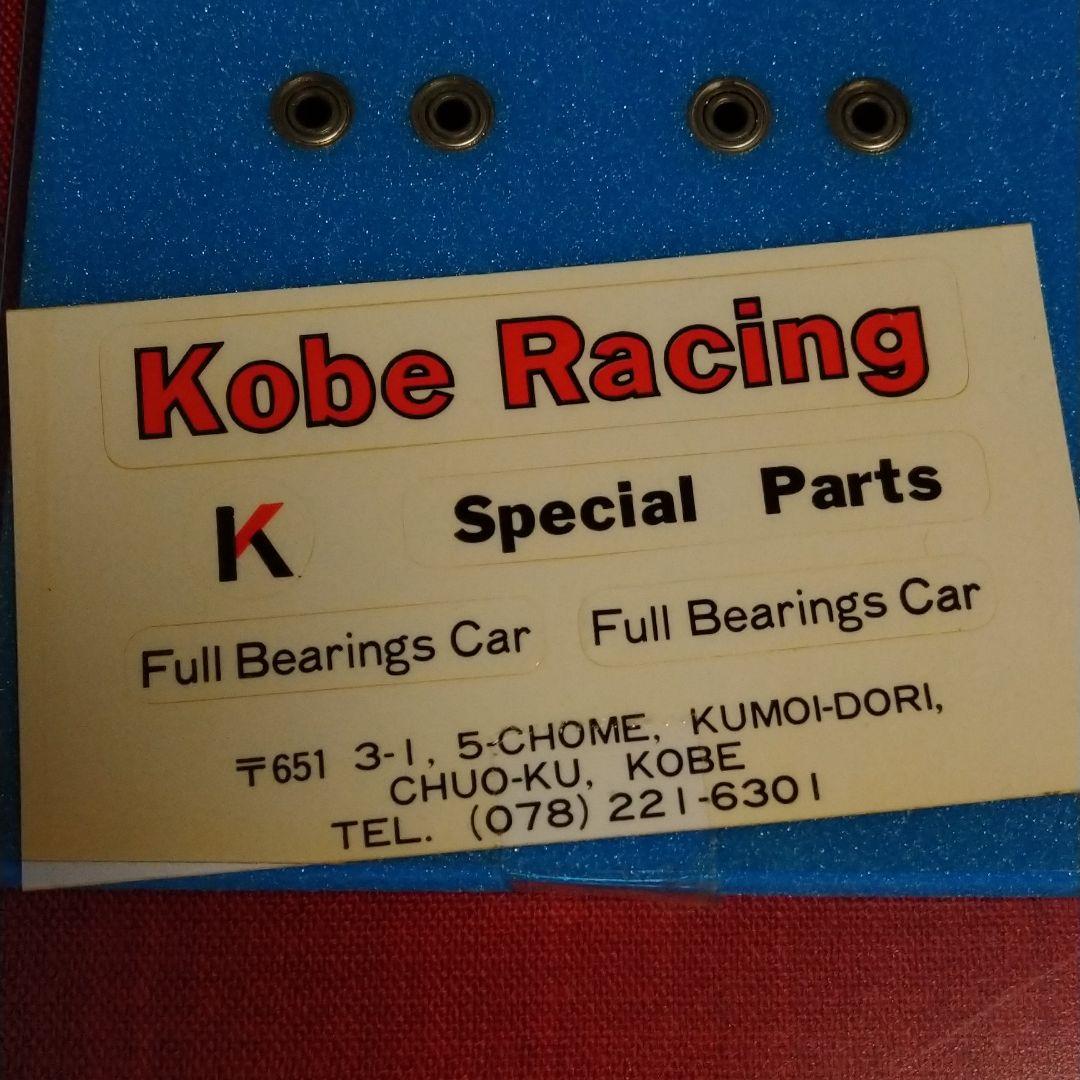 Kobe Racing
K Special Parts
Full Bearings Car Full Bearings Car
〒651 3-1, 5-CHOME, KUMOI-DORI,
CHUO-KU, KOBE
TEL. (078) 221-6301